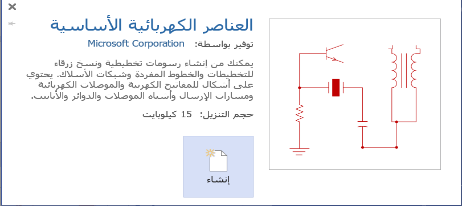 العناصر الكهربائية الأساسية
توفير بواسطة: Microsoft Corporation
يمكنك من إنشاء رسومات تخطيطية ونسخ زرقاء
للتخطيطات والخطوط المفردة وشبكات الأسلاك. يحتوي
على أشكال للمفاتيح الكهربية والموصلات الكهربائية
ومسارات الإرسال وأشباه الموصلات والدوائر والأنابيب.
حجم التنزيل: 15 كيلوبايت
إنشاء